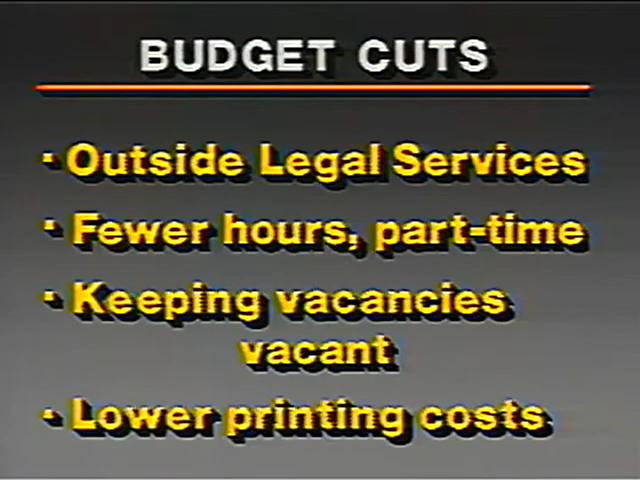 BUDGET CUTS
· Outside Legal Services
· Fewer hours, part-time
· Keeping vacancies
vacant
· Lower printing costs